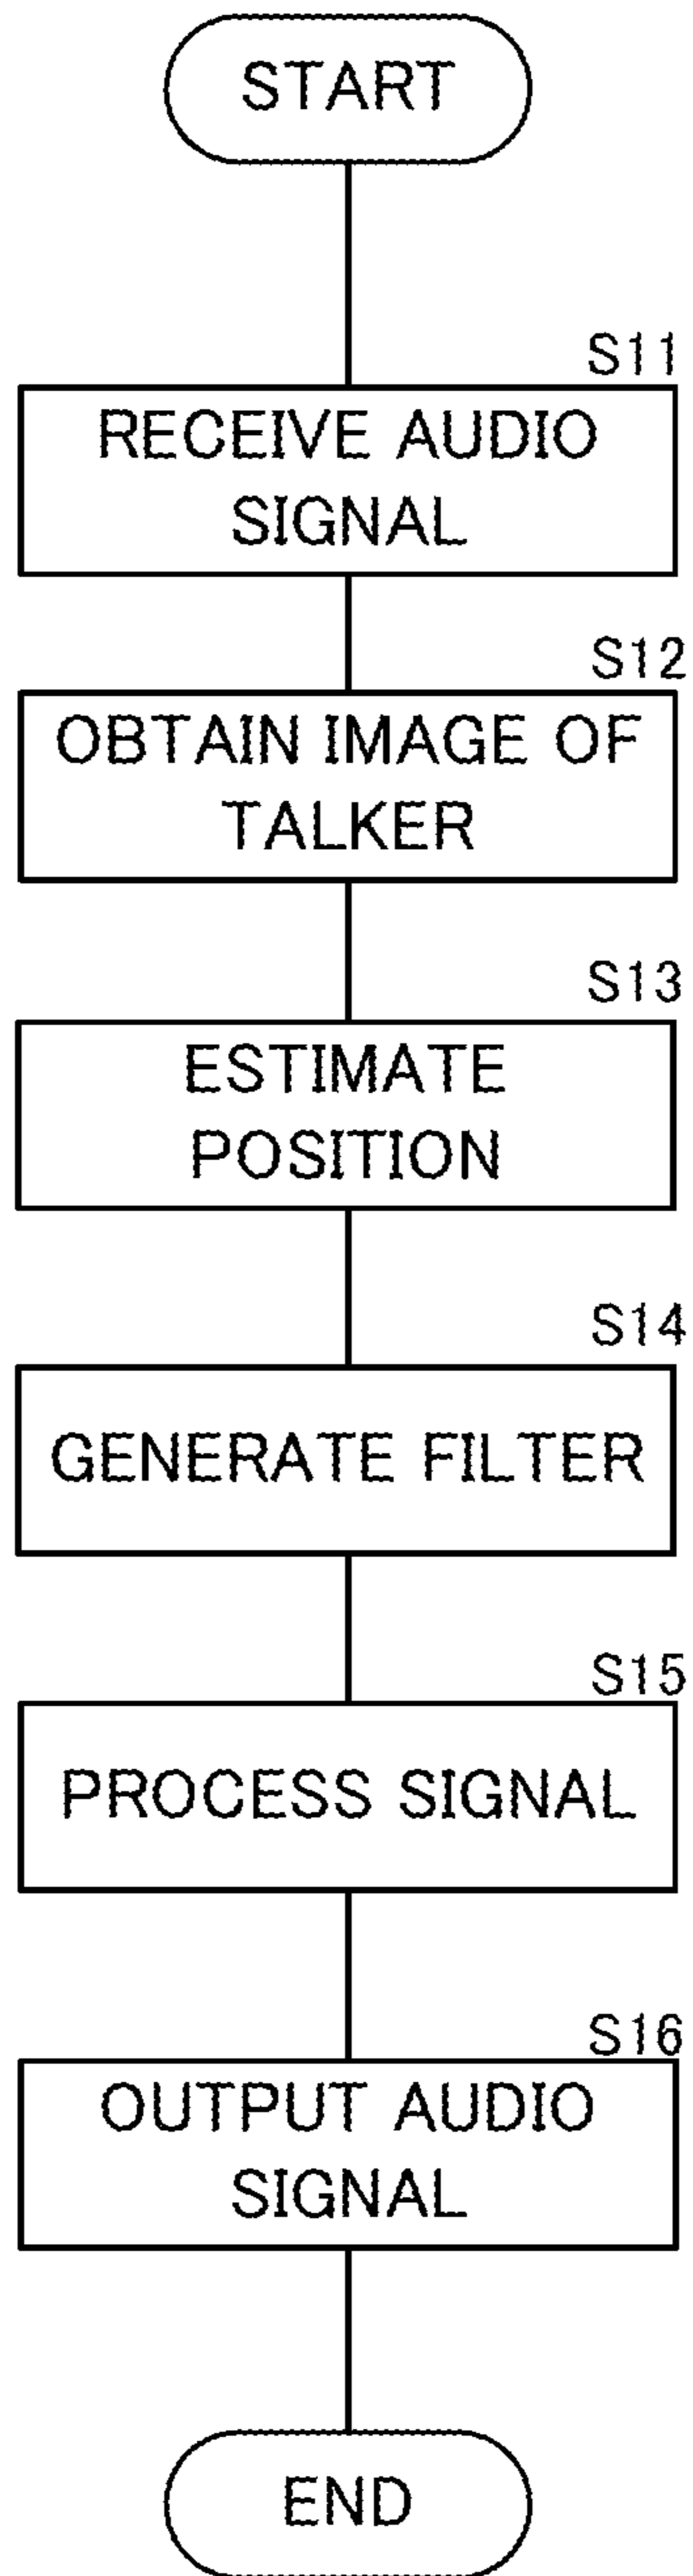 START
S11
RECEIVE AUDIO
SIGNAL
S12
OBTAIN IMAGE OF
TALKER
S13
ESTIMATE
POSITION
S14
GENERATE FILTER
S15
PROCESS SIGNAL
S16
OUTPUT AUDIO
SIGNAL
END